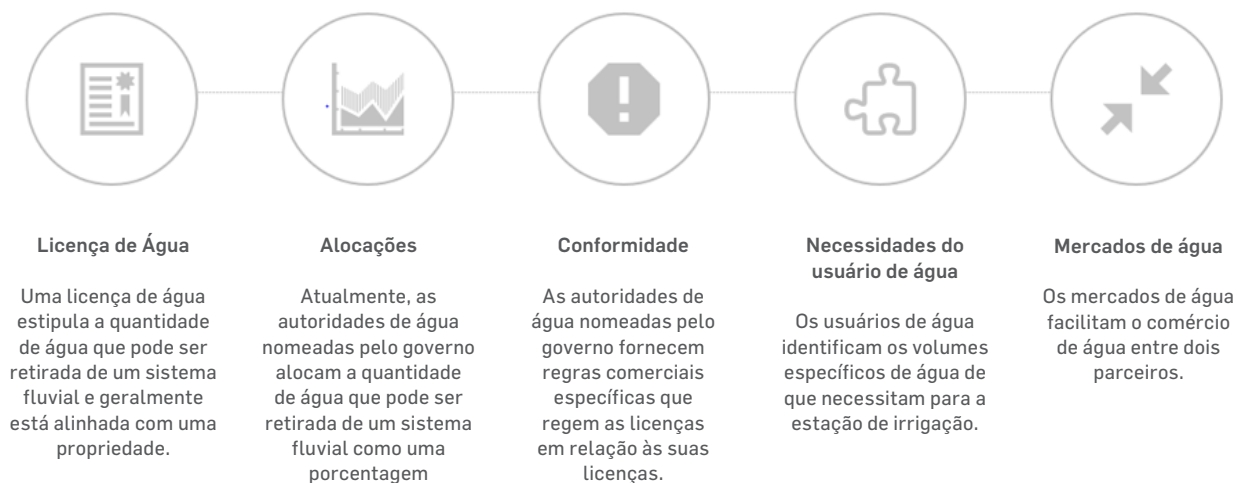 Licença de Água
Uma licença de água
estipula a quantidade
de água que pode ser
retirada de um sistema
fluvial e geralmente
está alinhada com uma
propriedade.
Alocações
Atualmente, as
autoridades de água
nomeadas pelo governo
alocam a quantidade
de água que pode ser
retirada de um sistema
fluvial como uma
porcentagem
Conformidade
As autoridades de
água nomeadas pelo
governo fornecem
regras comerciais
específicas que
regem as licenças
em relação às suas
licenças.
Necessidades do
usuário de água
Os usuários de água
identificam os volumes
específicos de água de
que necessitam para a
estação de irrigação.
Mercados de água
Os mercados de água
facilitam o comércio
de água entre dois
parceiros.